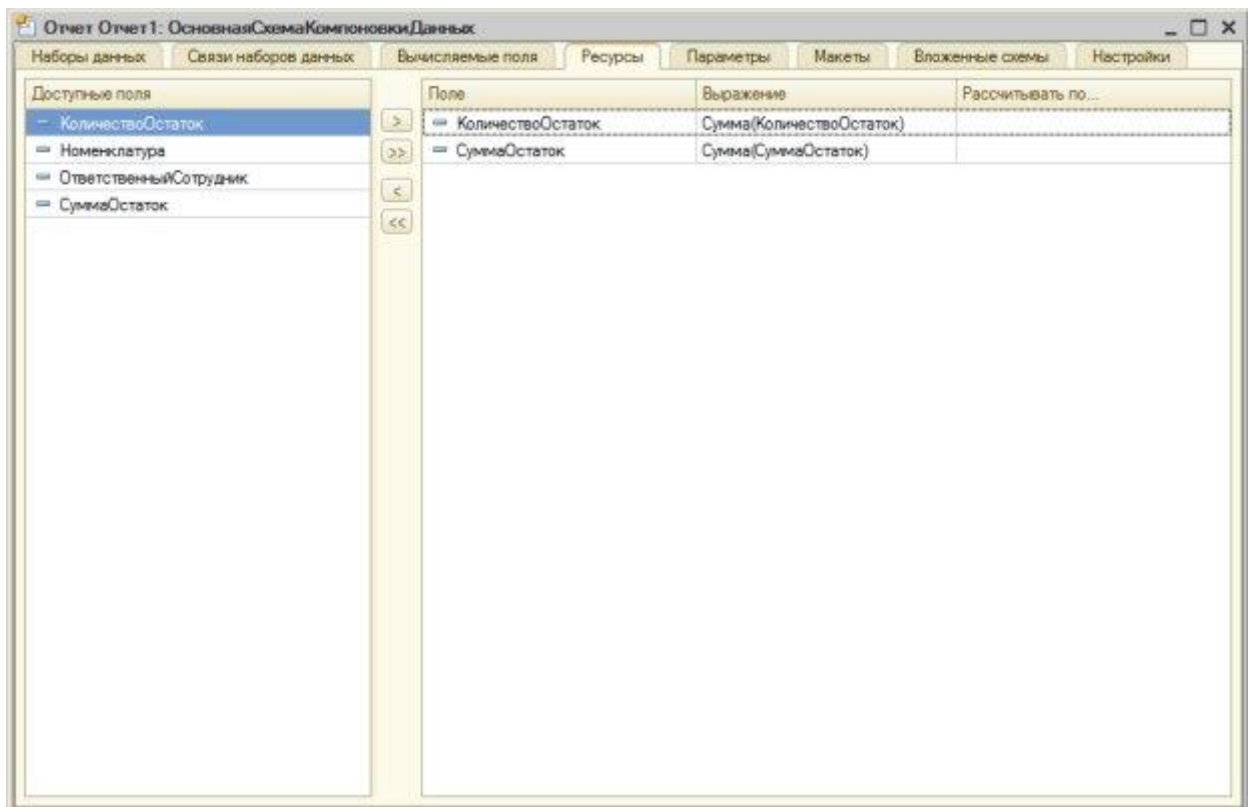 Отчет Отчет1: ОсновнаяСхемаКомпоновкиДанных
Наборы данных Связи наборов данных Вычисляемые поля Ресурсы Параметры Макеты Вложенные схемы Настройки
Доступные поля Поле Выражение Рассчитывать по...
КоличествоОстаток > КоличествоОстаток Сумма(КоличествоОстаток)
Номенклатура >> СуммаОстаток Сумма(СуммаОстаток)
ОтветственныйСотрудник <
СуммаОстаток <<